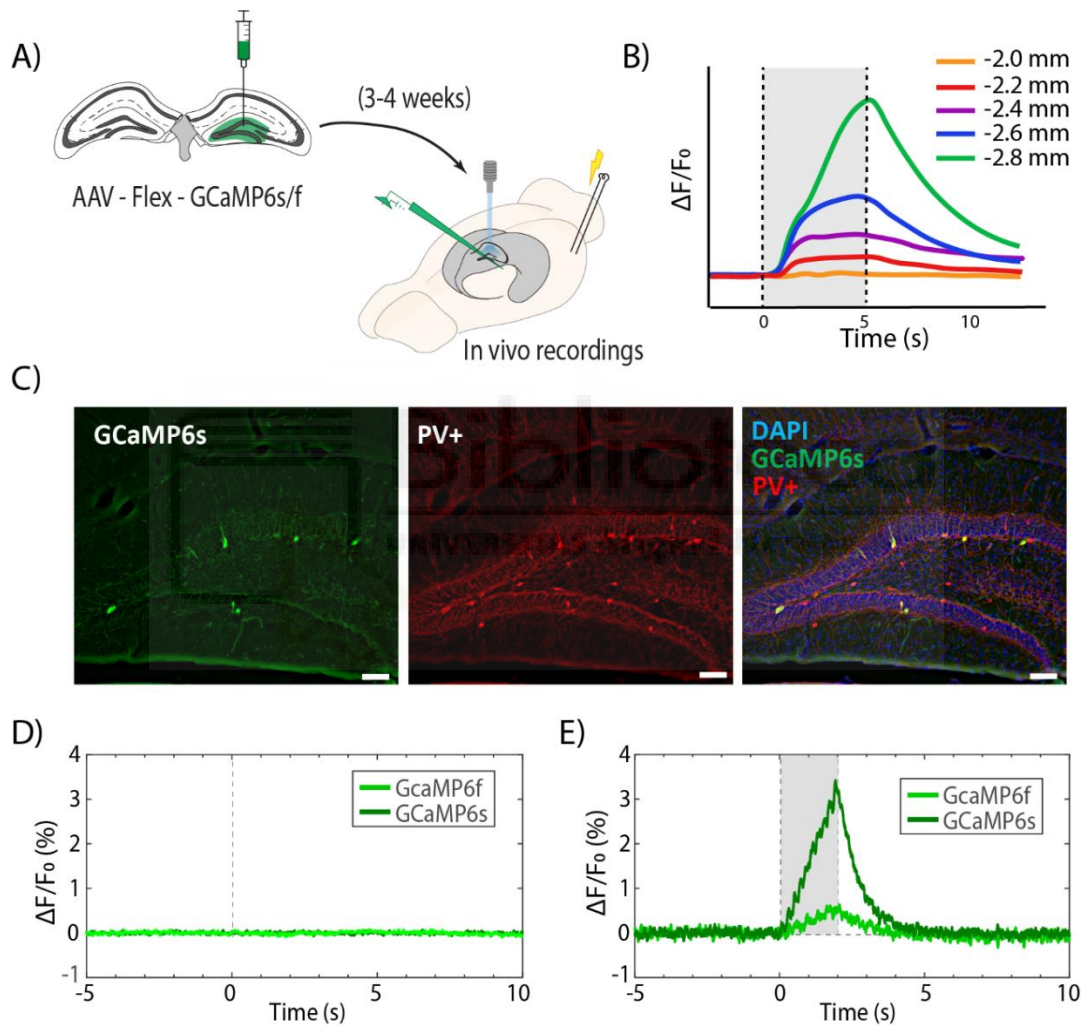 A)
(3-4 weeks)
AAV - Flex - GCaMP6s/f
In vivo recordings
B)
-2.0 mm
-2.2 mm
-2.4 mm
-2.6 mm
-2.8 mm
ΔF/F₀
0
5
10
Time (s)
C)
GCaMP6s
PV+
DAPI
GCaMP6s
PV+
D)
4
3
2
1
0
-1
ΔF/F₀ (%)
GcaMP6f
GCaMP6s
-5
0
5
10
Time (s)
E)
4
3
2
1
0
-1
ΔF/F₀ (%)
GcaMP6f
GCaMP6s
-5
0
5
10
Time (s)